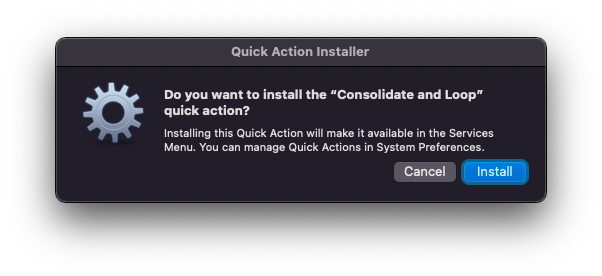 Quick Action Installer
Do you want to install the “Consolidate and Loop”
quick action?
Installing this Quick Action will make it available in the Services
Menu. You can manage Quick Actions in System Preferences.
Cancel
Install